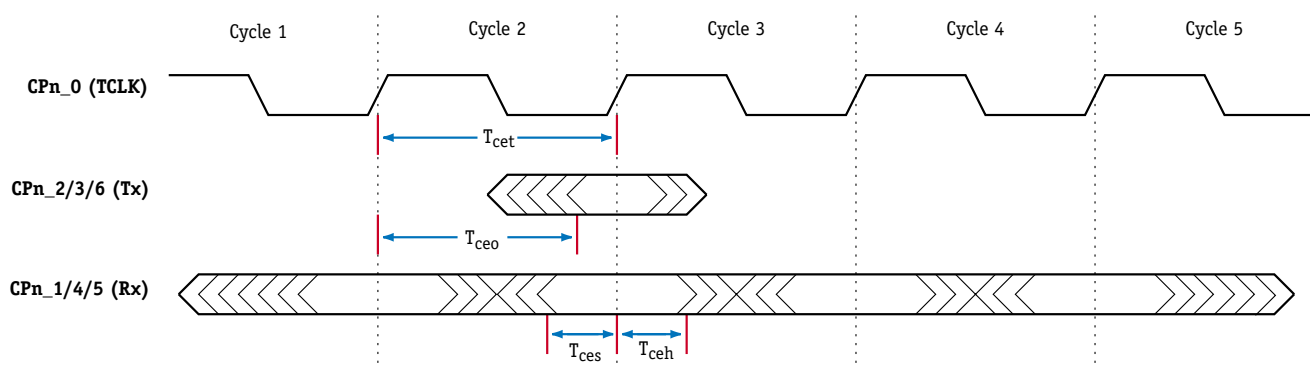 Cycle 1 Cycle 2 Cycle 3 Cycle 4 Cycle 5
CPn_0 (TCLK)
Tcet
CPn_2/3/6 (Tx)
Tceo
CPn_1/4/5 (Rx)
Tces Tceh